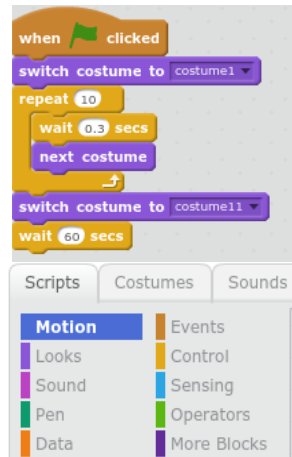 when clicked
switch costume to costume1
repeat 10
wait 0.3 secs
next costume
switch costume to costume11
wait 60 secs
Scripts Costumes Sounds
Motion Events
Looks Control
Sound Sensing
Pen Operators
Data More Blocks